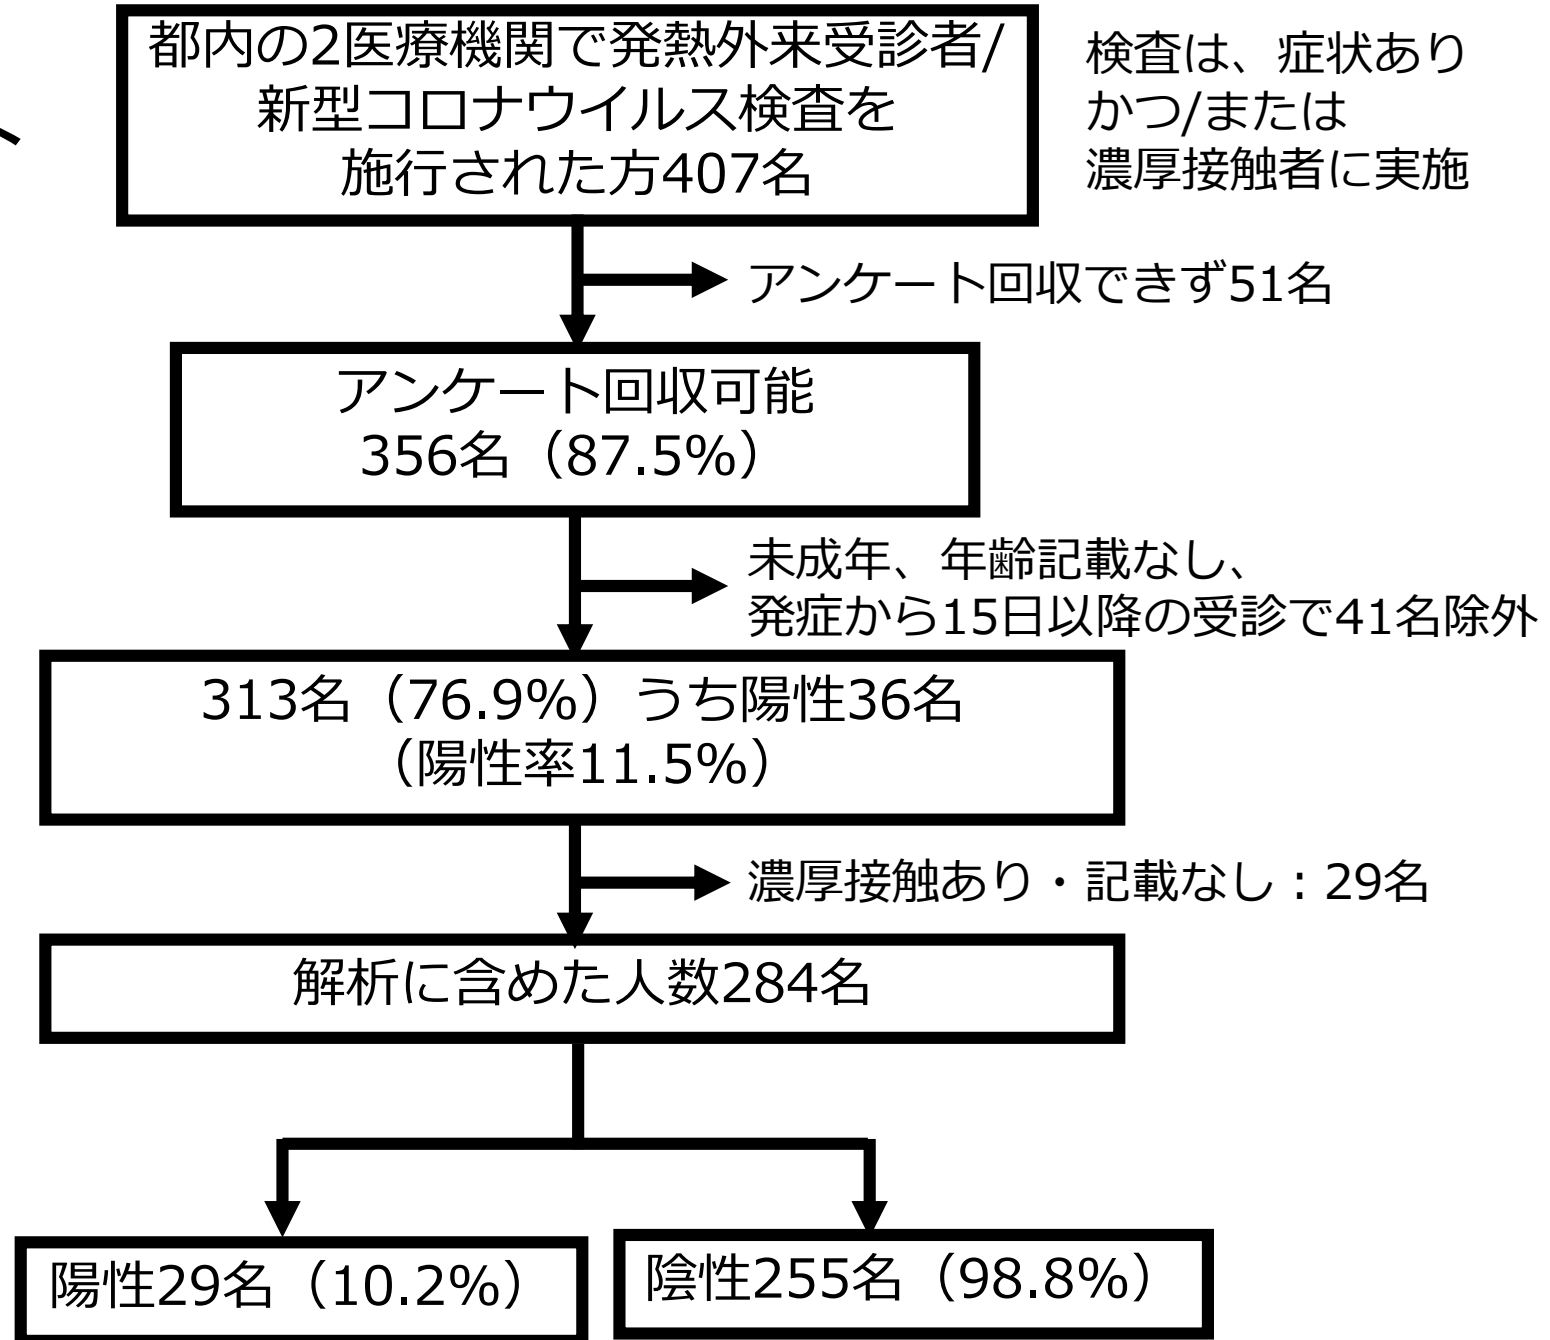 都内の2医療機関で発熱外来受診者/
新型コロナウイルス検査を
施行された方407名
検査は、症状あり
かつ/または
濃厚接触者に実施
アンケート回収できず51名
アンケート回収可能
356名（87.5%）
未成年、年齢記載なし、
発症から15日以降の受診で41名除外
313名（76.9%）うち陽性36名
（陽性率11.5%）
濃厚接触あり・記載なし：29名
解析に含めた人数284名
陽性29名（10.2%）
陰性255名（98.8%）